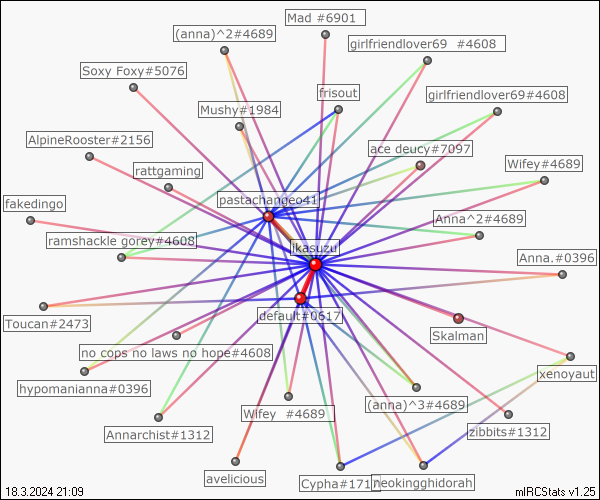 Mad #6901
(anna)^2#4689
girlfriendlover69 #4608
Soxy Foxy#5076
frisout
girlfriendlover69#4608
Mushy#1984
AlpineRooster#2156
ace deucy#7097
rattgaming
Wifey#4689
pastachangeo41
fakedingo
Anna^2#4689
ramshackle gorey#4608
kasuzu
Anna.#0396
default#0617
Toucan#2473
Skalman
no cops no laws no hope#4608
xenoyaut
hypomanianna#0396
Wifey #4689
(anna)^3#4689
Annarchist#1312
zibbits#1312
avelicious
Cypha#171
neokingghidorah
18.3.2024 21:09
mIRCStats v1.25